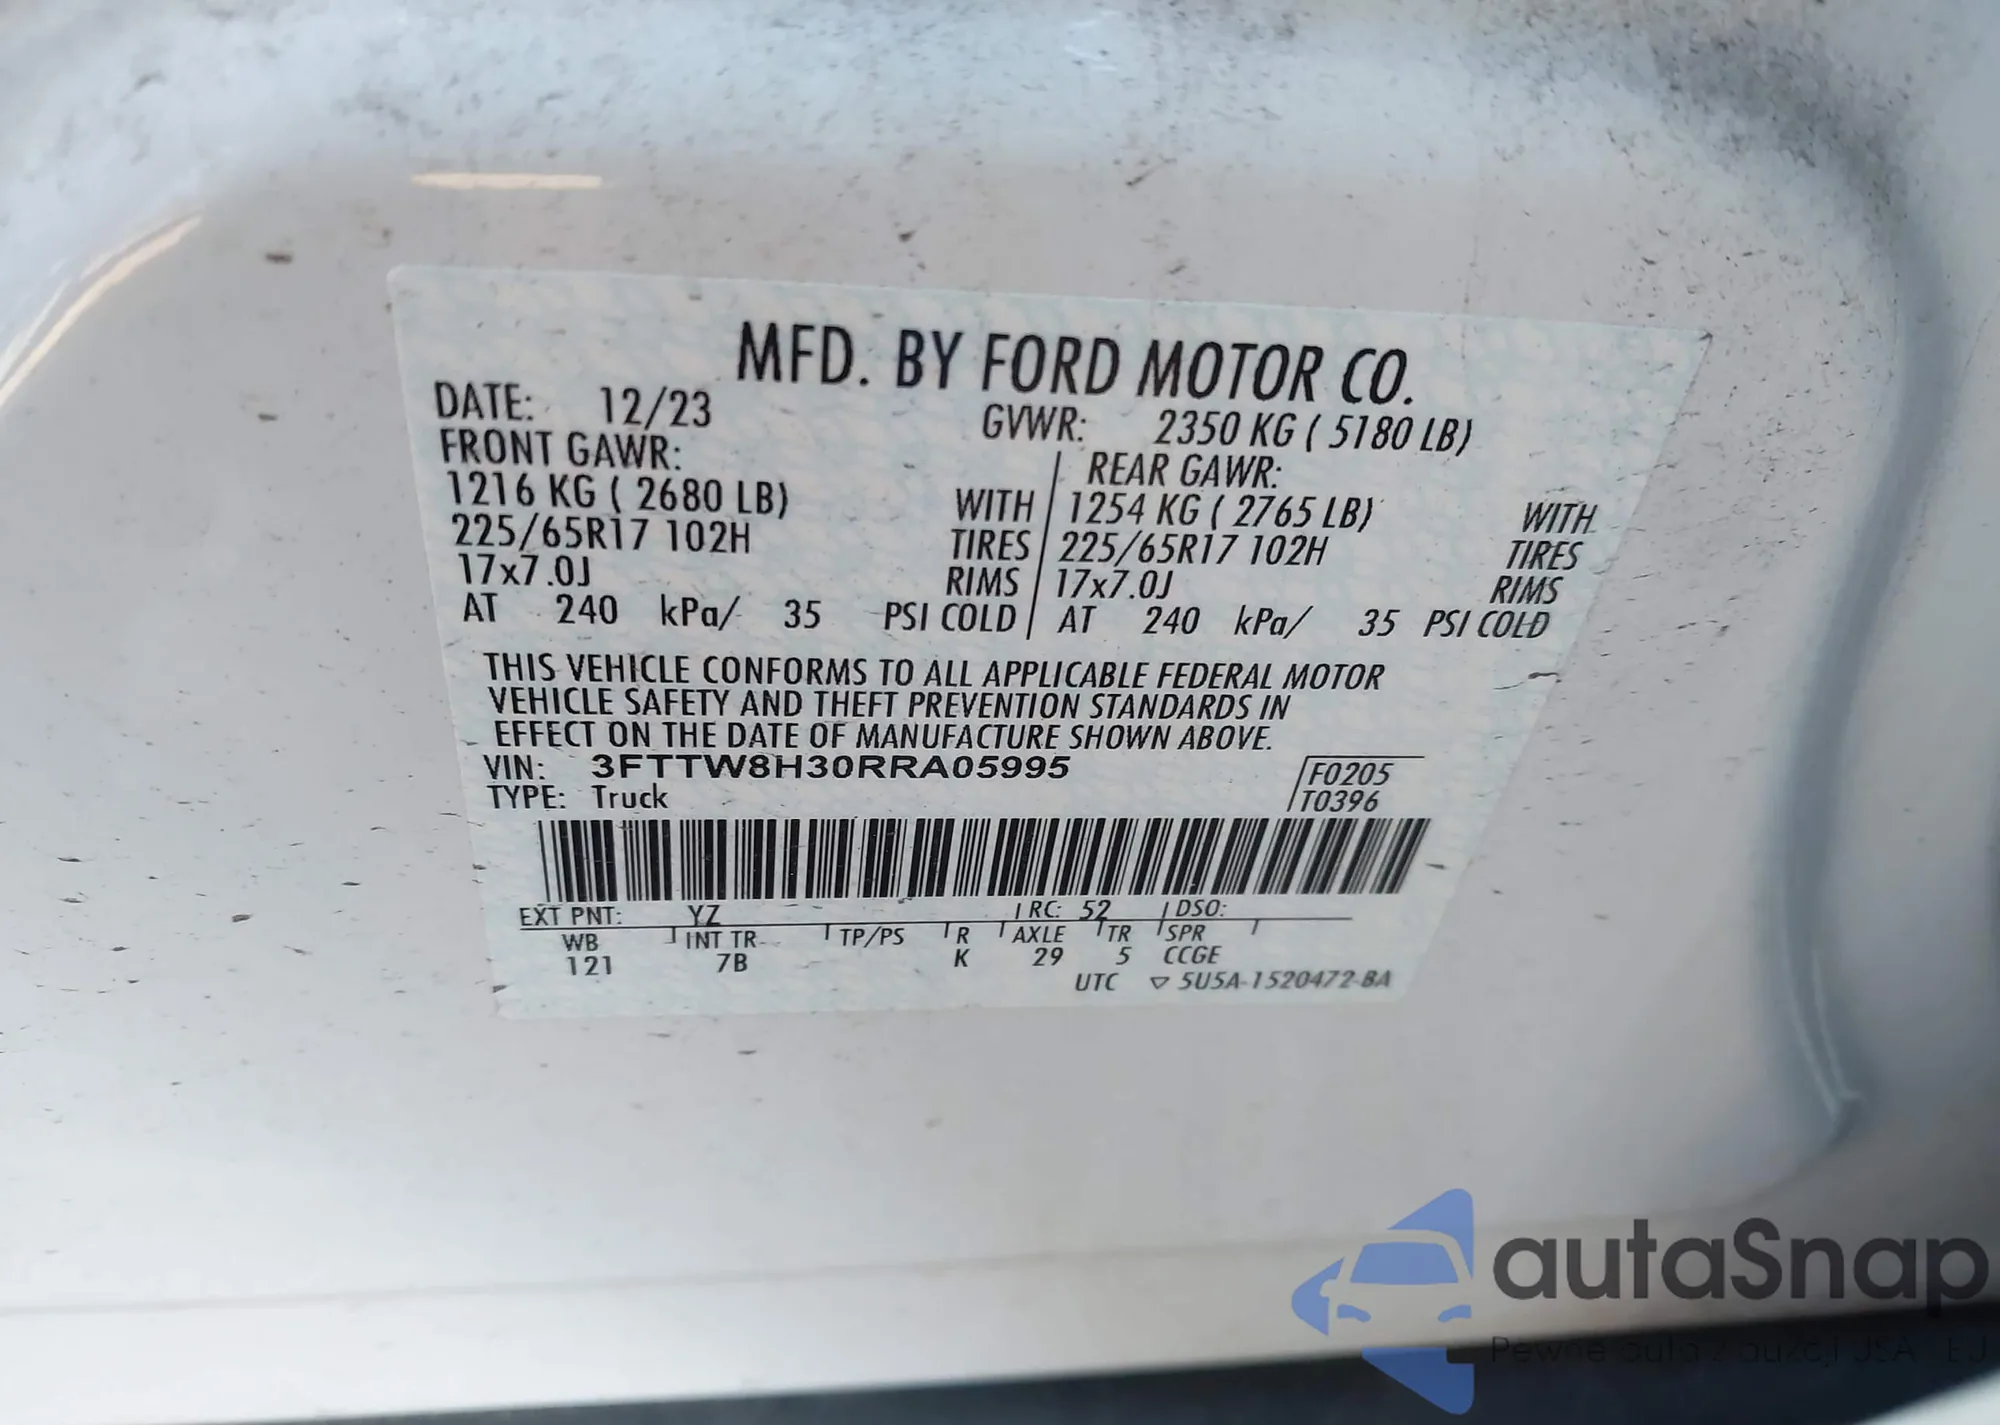 MFD. BY FORD MOTOR CO.
DATE: 12/23 GVWR: 2350 KG ( 5180 LB)
FRONT GAWR: REAR GAWR:
1216 KG ( 2680 LB) WITH 1254 KG ( 2765 LB) WITH
225/65R17 102H TIRES 225/65R17 102H TIRES
17x7.0J RIMS 17x7.0J RIMS
AT 240 kPa/ 35 PSI COLD AT 240 kPa/ 35 PSI COLD
THIS VEHICLE CONFORMS TO ALL APPLICABLE FEDERAL MOTOR
VEHICLE SAFETY AND THEFT PREVENTION STANDARDS IN
EFFECT ON THE DATE OF MANUFACTURE SHOWN ABOVE.
VIN: 3FTTW8H30RRA05995 F0205
TYPE: Truck T0396
EXT PNT: YZ RC: 52 DSO:
WB INT TR TP/PS R AXLE TR SPR
121 7B K 29 5 CCGE
UTC ▽ 5U5A-1520472-BA
autaSnap
Pewne auta z aukcji USA i EU